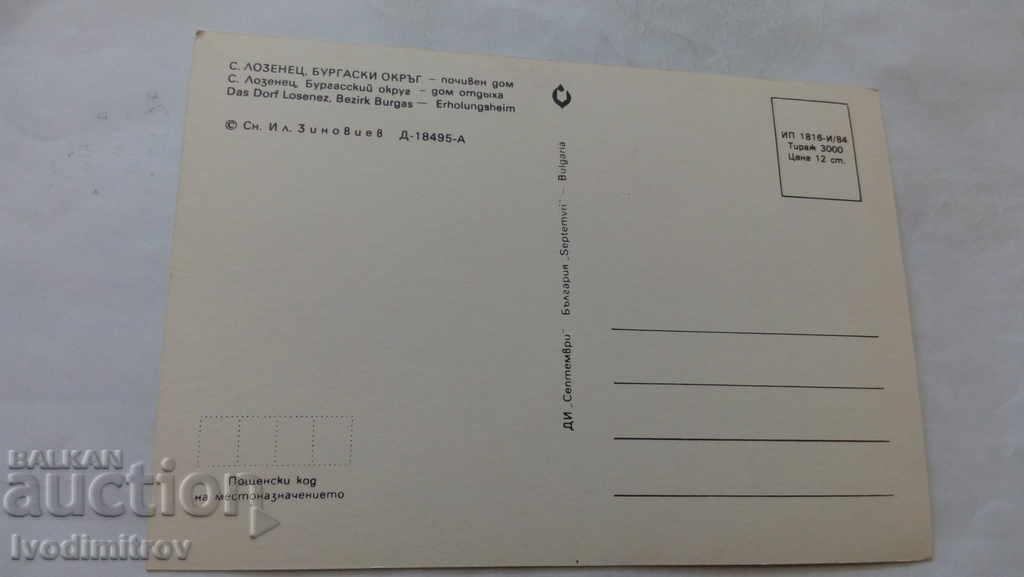 С. ЛОЗЕНЕЦ, БУРГАСКИ ОКРЪГ – почивен дом
С. Лозенец, Бургасский округ – дом отдыха
Das Dorf Losenez, Bezirk Burgas — Erholungsheim
© Сн. Ил. Зиновиев Д-18495-А
ДИ „Септември" България „Septemvri" – Bulgaria
ИП 1816-И/84
Тираж 3000
Цена 12 ст.
Пощенски код
на местоназначението
BALKAN
auction
Ivodimitrov